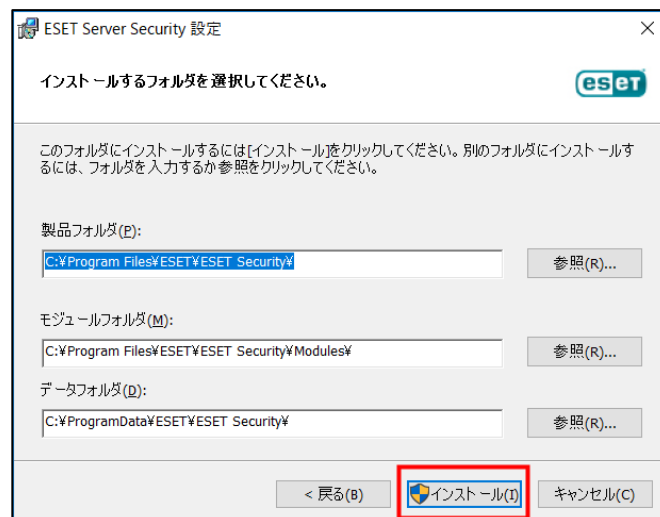 ESET Server Security 設定
インストールするフォルダを選択してください。
eset
このフォルダにインストールするには[インストール]をクリックしてください。別のフォルダにインストールす
るには、フォルダを入力するか参照をクリックしてください。
製品フォルダ(P):
C:¥Program Files¥ESET¥ESET Security¥
参照(R)...
モジュールフォルダ(M):
C:¥Program Files¥ESET¥ESET Security¥Modules¥
参照(R)...
データフォルダ(D):
C:¥ProgramData¥ESET¥ESET Security¥
参照(R)...
< 戻る(B) インストール(I) キャンセル(C)